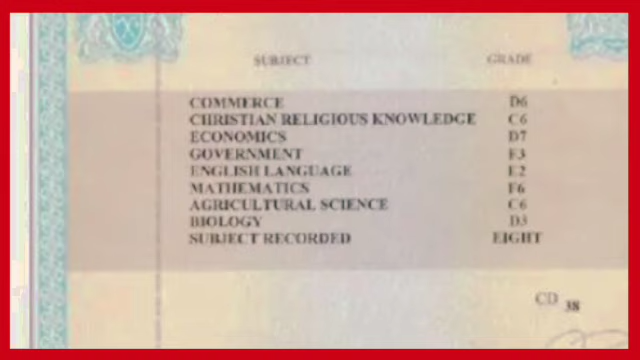 SUBJECT GRADE
COMMERCE D6
CHRISTIAN RELIGIOUS KNOWLEDGE C6
ECONOMICS D7
GOVERNMENT F3
ENGLISH LANGUAGE E2
MATHEMATICS F6
AGRICULTURAL SCIENCE C6
BIOLOGY D3
SUBJECT RECORDED EIGHT
CD 38